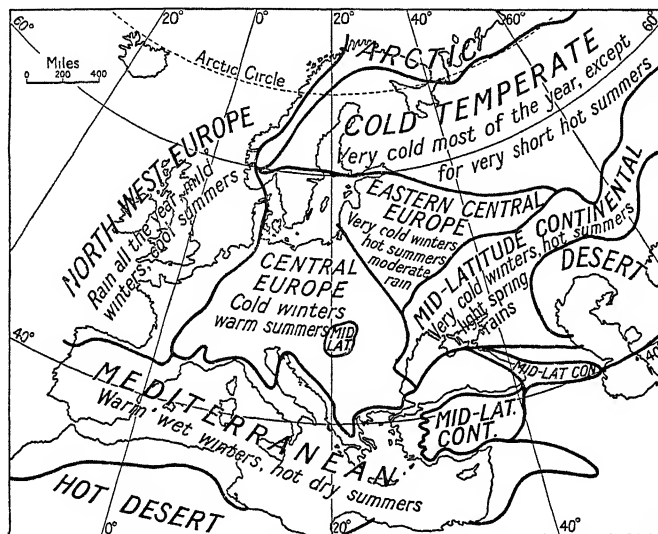 60°
0°
20°
40°
60°
60°
Miles
0 200 400
Arctic Circle
ARCTIC
COLD TEMPERATE
Very cold most of the year, except
for very short hot summers
NORTH WEST EUROPE
Rain all the year, mild
winters, cool summers
EASTERN CENTRAL
EUROPE
Very cold winters
hot summers
moderate
rain
MID-LATITUDE CONTINENTAL
Very cold winters, hot summers
light spring
rains
DESERT
CENTRAL
EUROPE
Cold winters
warm summers
MID
LAT.
40°
40
MID-LAT CON.
MEDITERRANEAN
Warm, wet winters, hot dry summers
MID-LAT.
CONT.
HOT DESERT
0°
20°
40°